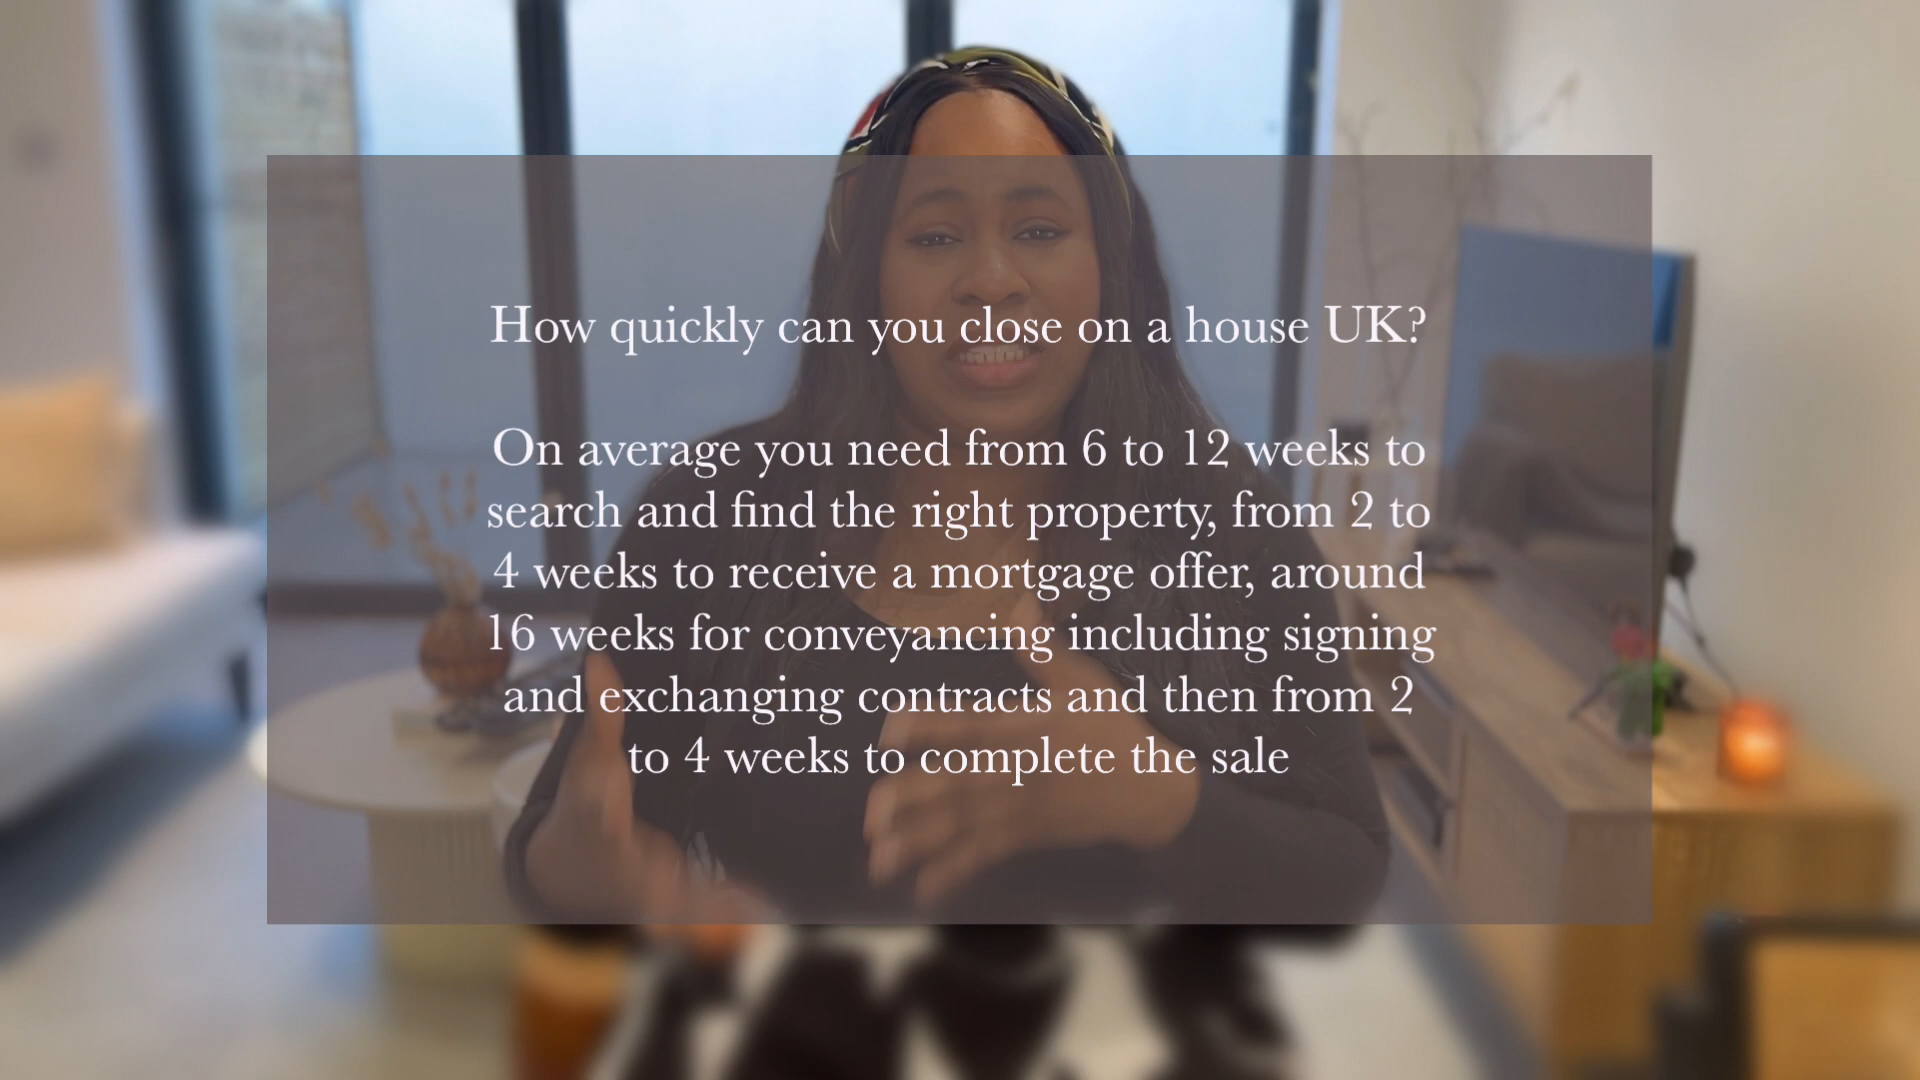 How quickly can you close on a house UK?
On average you need from 6 to 12 weeks to
search and find the right property, from 2 to
4 weeks to receive a mortgage offer, around
16 weeks for conveyancing including signing
and exchanging contracts and then from 2
to 4 weeks to complete the sale